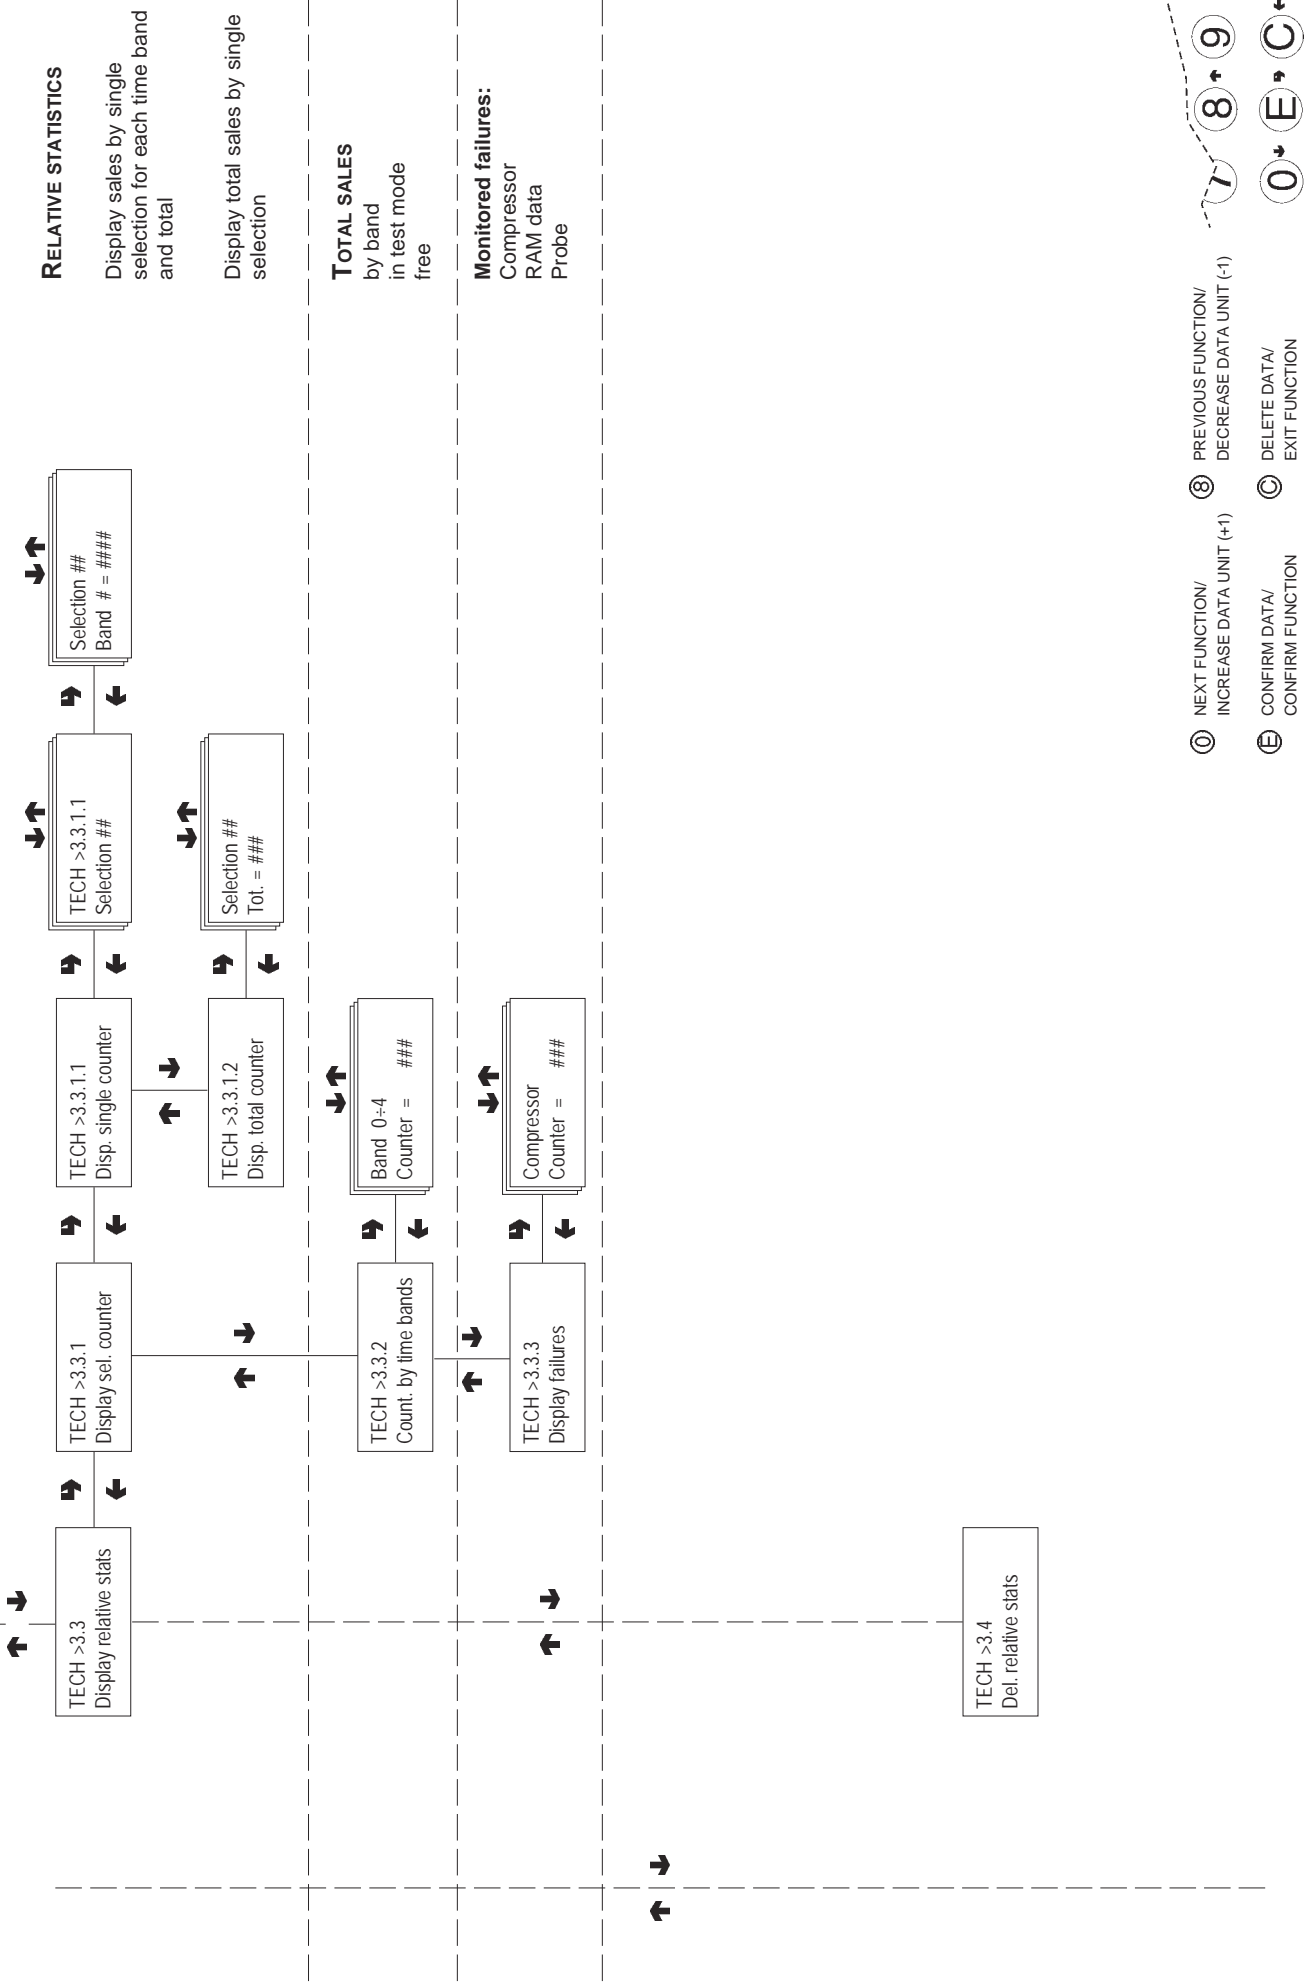 RELATIVE STATISTICS
Display sales by single
selection for each time band
and total
Display total sales by single
selection
TOTAL SALES
by band
in test mode
free
Monitored failures:
Compressor
RAM data
Probe
TECH >3.3
Display relative stats
TECH >3.3.1
Display sel. counter
TECH >3.3.1.1
Disp. single counter
TECH >3.3.1.1
Selection ##
Selection ##
Band # = ####
TECH >3.3.1.2
Disp. total counter
Selection ##
Tot. = ###
TECH >3.3.2
Count. by time bands
Band 0÷4
Counter = ###
TECH >3.3.3
Display failures
Compressor
Counter = ###
TECH >3.4
Del. relative stats
0 NEXT FUNCTION/
INCREASE DATA UNIT (+1)
8 PREVIOUS FUNCTION/
DECREASE DATA UNIT (-1)
E CONFIRM DATA/
CONFIRM FUNCTION
C DELETE DATA/
EXIT FUNCTION
7 8 9
0 E C